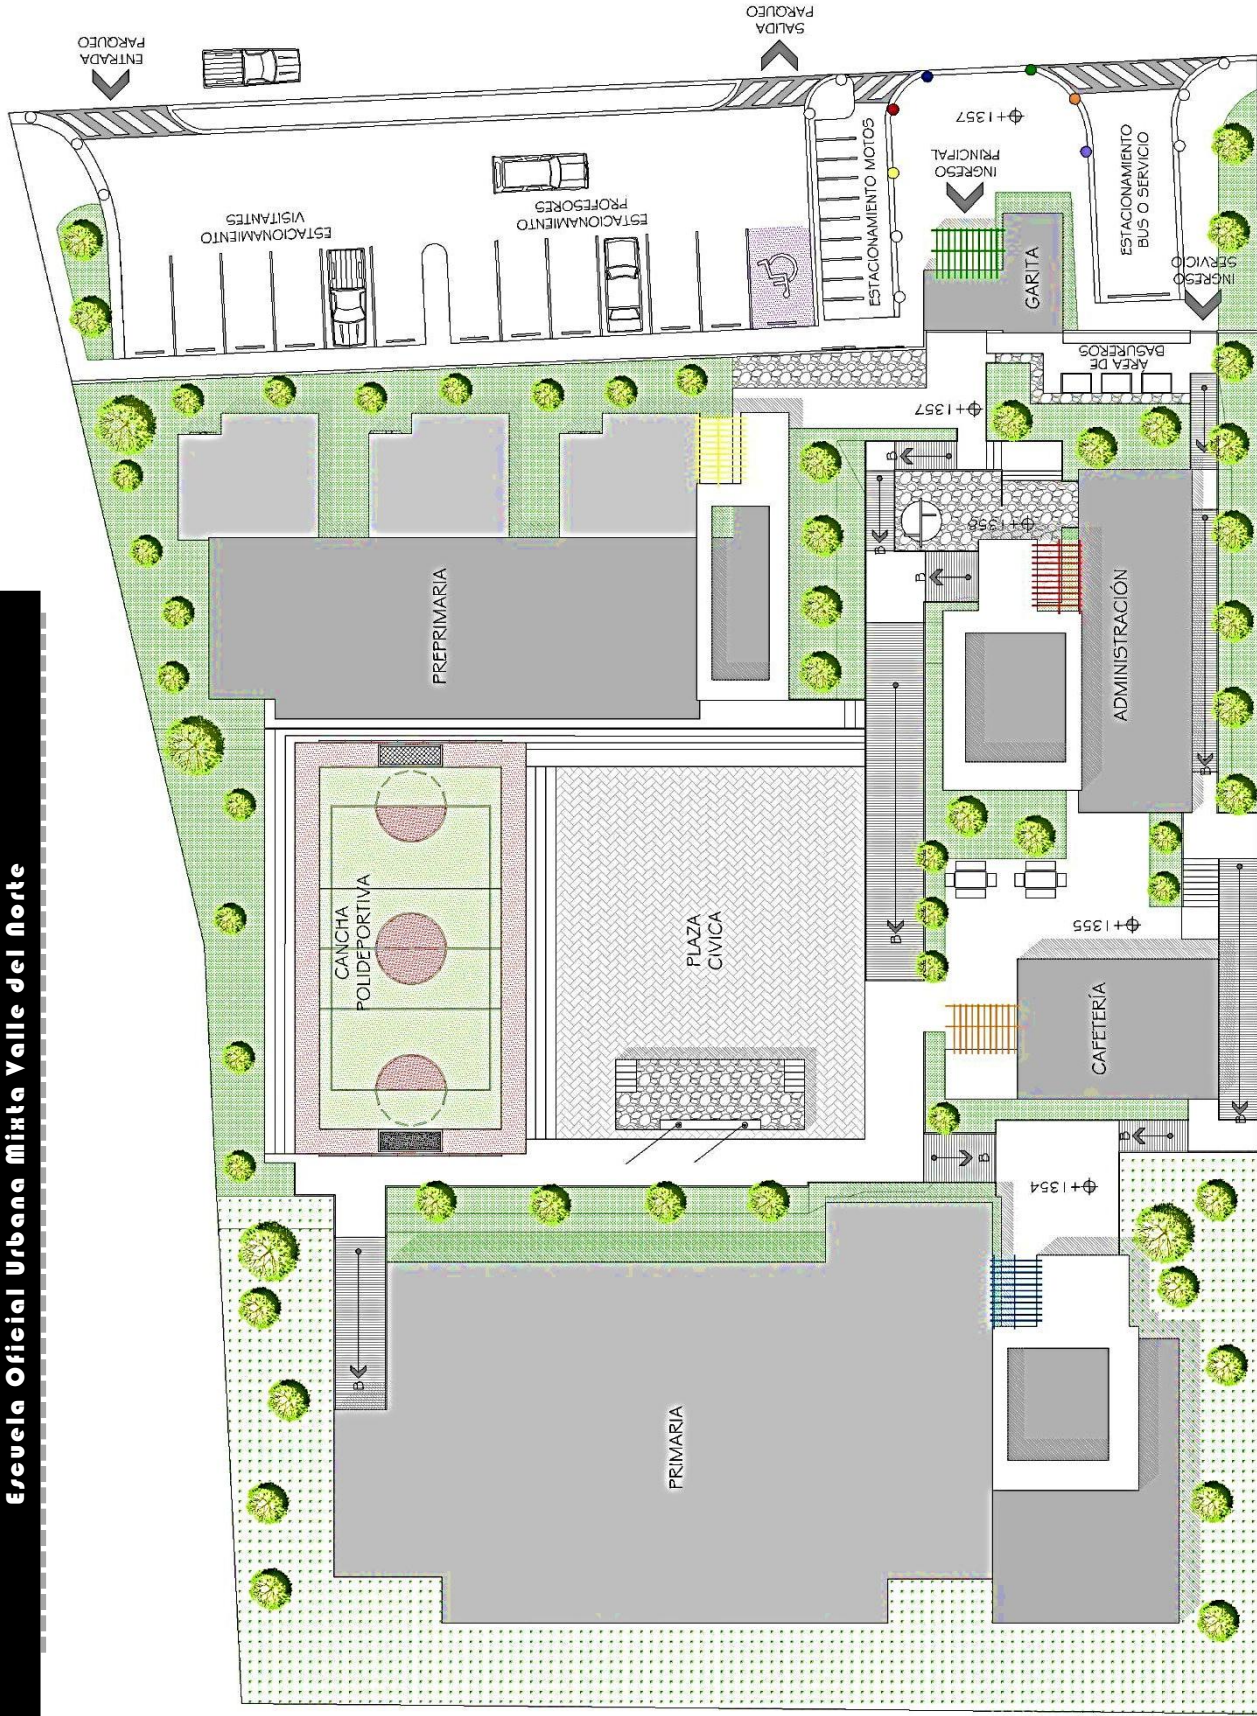 Escuela Oficial Urbana Mixta Valle del Norte
ENTRADA
PARQUEO
SALIDA
PARQUEO
ESTACIONAMIENTO
VISITANTES
ESTACIONAMIENTO
PROFESORES
ESTACIONAMIENTO MOTOS
+1357
INGRESO
PRINCIPAL
ESTACIONAMIENTO
BUS O SERVICIO
INGRESO
SERVICIO
GARITA
AREA DE
BASUREROS
+1357
B
B
B
+1358
PREPRIMARIA
ADMINISTRACIÓN
B
B
CANCHA
POLIDEPORTIVA
PLAZA
CIVICA
+1355
CAFETERÍA
B
B
B
+1354
B
PRIMARIA